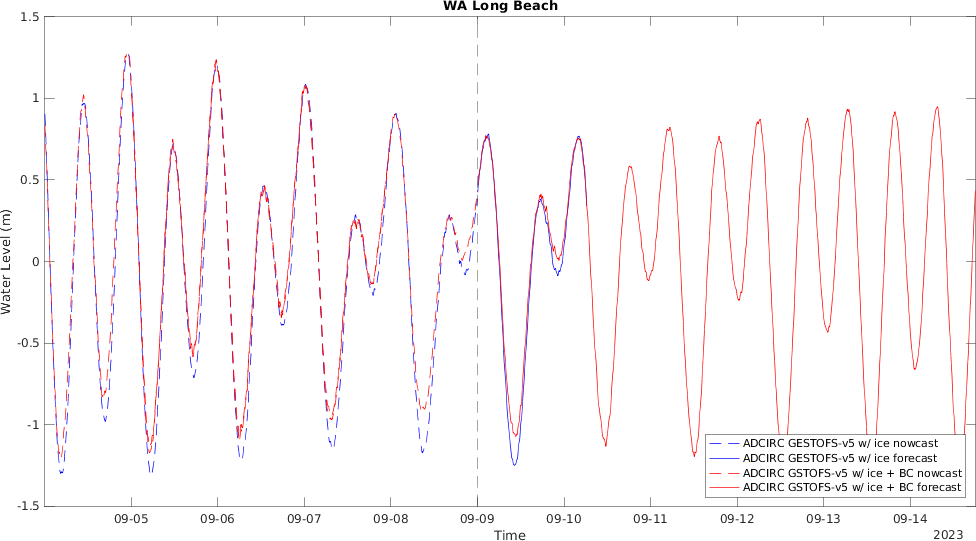 WA Long Beach
1.5
1
0.5
0
-0.5
-1
-1.5
Water Level (m)
09-05 09-06 09-07 09-08 09-09 09-10 09-11 09-12 09-13 09-14
Time
2023
ADCIRC GESTOFS-v5 w/ ice nowcast
ADCIRC GESTOFS-v5 w/ ice forecast
ADCIRC GSTOFS-v5 w/ ice + BC nowcast
ADCIRC GSTOFS-v5 w/ ice + BC forecast